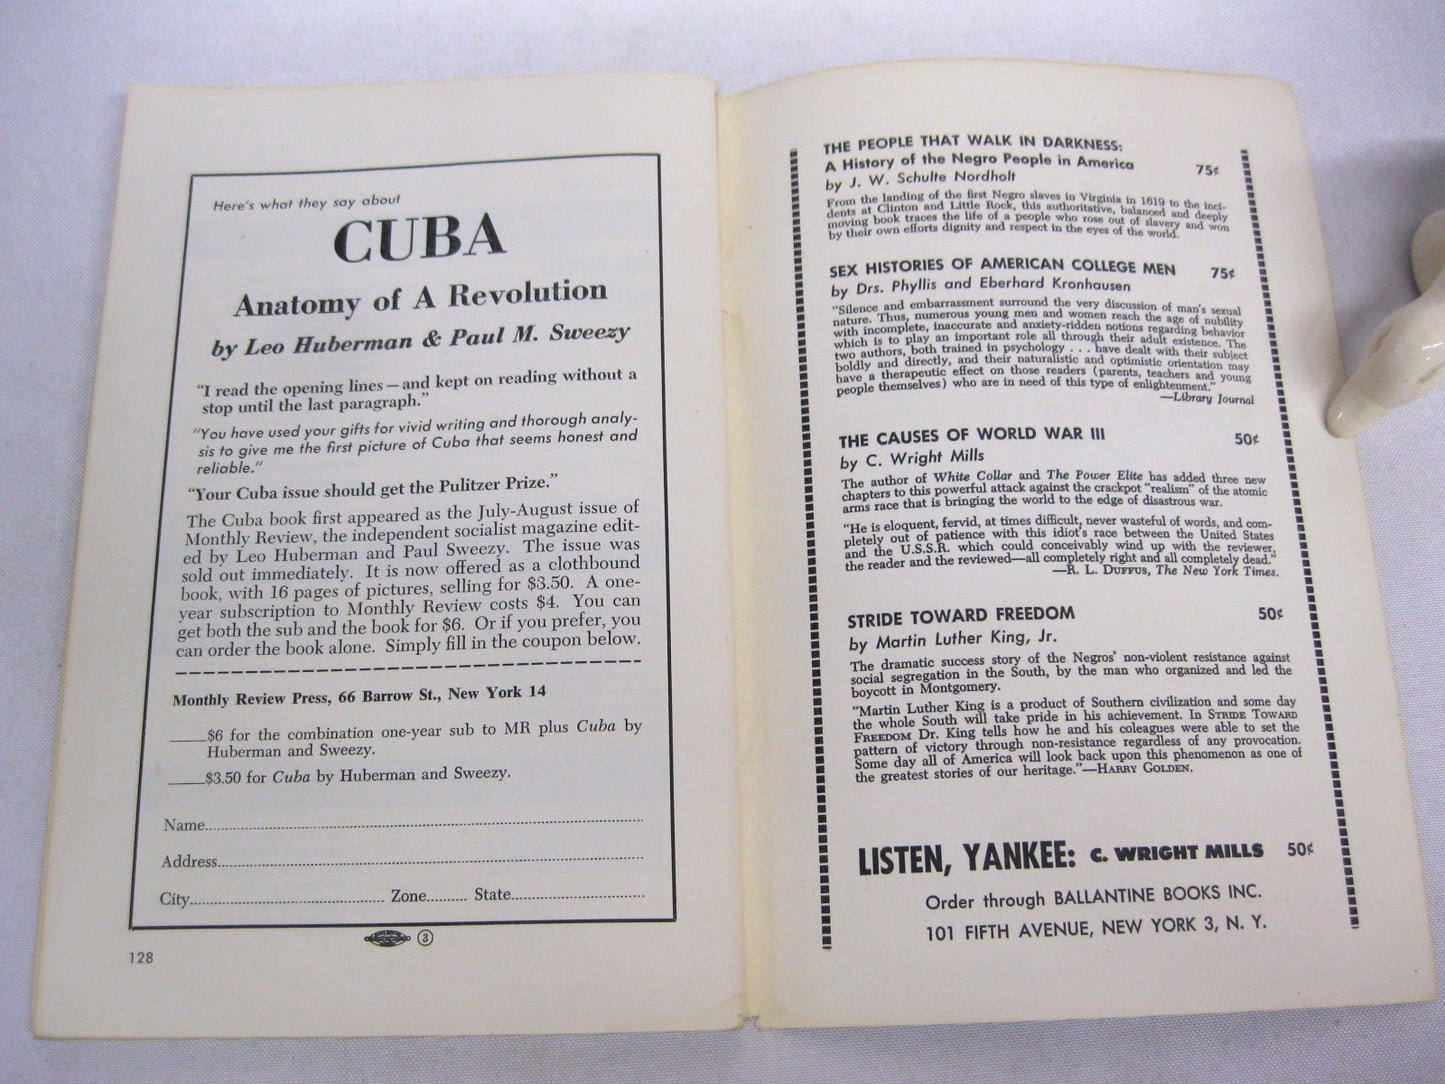 Here's what they say about
CUBA
Anatomy of A Revolution
by Leo Huberman & Paul M. Sweezy
"I read the opening lines—and kept on reading without a
stop until the last paragraph."
"You have used your gifts for vivid writing and thorough analy-
sis to give me the first picture of Cuba that seems honest and
reliable."
"Your Cuba issue should get the Pulitzer Prize."
The Cuba book first appeared as the July-August issue of
Monthly Review, the independent socialist magazine edit-
ed by Leo Huberman and Paul Sweezy. The issue was
sold out immediately. It is now offered as a clothbound
book, with 16 pages of pictures, selling for $3.50. A one-
year subscription to Monthly Review costs $4. You can
get both the sub and the book for $6. Or if you prefer, you
can order the book alone. Simply fill in the coupon below.
Monthly Review Press, 66 Barrow St., New York 14
____$6 for the combination one-year sub to MR plus Cuba by
Huberman and Sweezy.
____$3.50 for Cuba by Huberman and Sweezy.
Name
Address
City Zone State
3
128
THE PEOPLE THAT WALK IN DARKNESS:
A History of the Negro People in America 75¢
by J. W. Schulte Nordholt
From the landing of the first Negro slaves in Virginia in 1619 to the inci-
dents at Clinton and Little Rock, this authoritative, balanced and deeply
moving book traces the life of a people who rose out of slavery and won
by their own efforts dignity and respect in the eyes of the world.
SEX HISTORIES OF AMERICAN COLLEGE MEN 75¢
by Drs. Phyllis and Eberhard Kronhausen
"Silence and embarrassment surround the very discussion of man's sexual
nature. Thus, numerous young men and women reach the age of nubility
with incomplete, inaccurate and anxiety-ridden notions regarding behavior
which is to play an important role all through their adult existence. The
two authors, both trained in psychology . . . have dealt with their subject
boldly and directly, and their naturalistic and optimistic orientation may
have a therapeutic effect on those readers (parents, teachers and young
people themselves) who are in need of this type of enlightenment."
—Library Journal
THE CAUSES OF WORLD WAR III 50¢
by C. Wright Mills
The author of White Collar and The Power Elite has added three new
chapters to this powerful attack against the crackpot "realism" of the atomic
arms race that is bringing the world to the edge of disastrous war.
"He is eloquent, fervid, at times difficult, never wasteful of words, and com-
pletely out of patience with this idiot's race between the United States
and the U.S.S.R. which could conceivably wind up with the reviewer,
the reader and the reviewed—all completely right and all completely dead."
—R. L. DUFFUS, The New York Times.
STRIDE TOWARD FREEDOM 50¢
by Martin Luther King, Jr.
The dramatic success story of the Negroes' non-violent resistance against
social segregation in the South, by the man who organized and led the
boycott in Montgomery.
"Martin Luther King is a product of Southern civilization and some day
the whole South will take pride in his achievement. In STRIDE TOWARD
FREEDOM Dr. King tells how he and his coleagues were able to set the
pattern of victory through non-resistance regardless of any provocation.
Some day all of America will look back upon this phenomenon as one of
the greatest stories of our heritage."—HARRY GOLDEN.
LISTEN, YANKEE: C. WRIGHT MILLS 50¢
Order through BALLANTINE BOOKS INC.
101 FIFTH AVENUE, NEW YORK 3, N. Y.